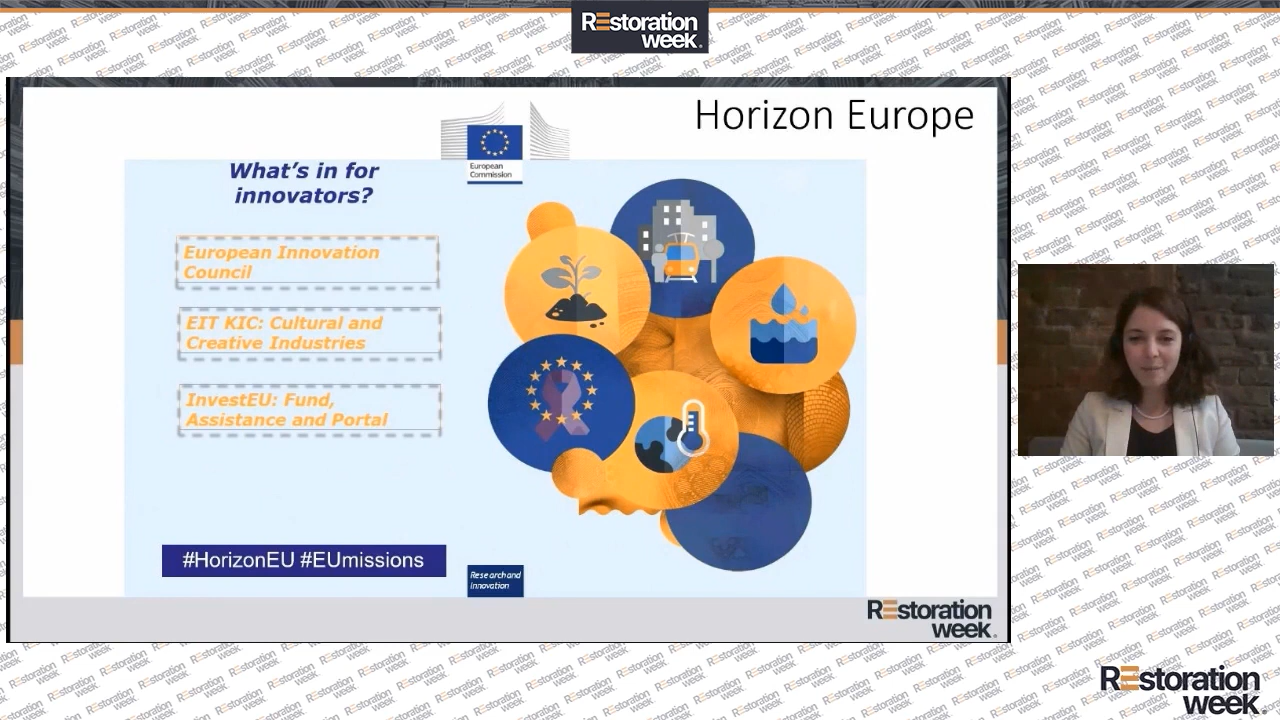 REstoration
week.
Horizon Europe
European
Commission
What's in for
innovators?
European Innovation
Council
EIT KIC: Cultural and
Creative Industries
InvestEU: Fund,
Assistance and Portal
#HorizonEU #EUmissions
Research and
Innovation
REstoration
week.
REstoration
week.